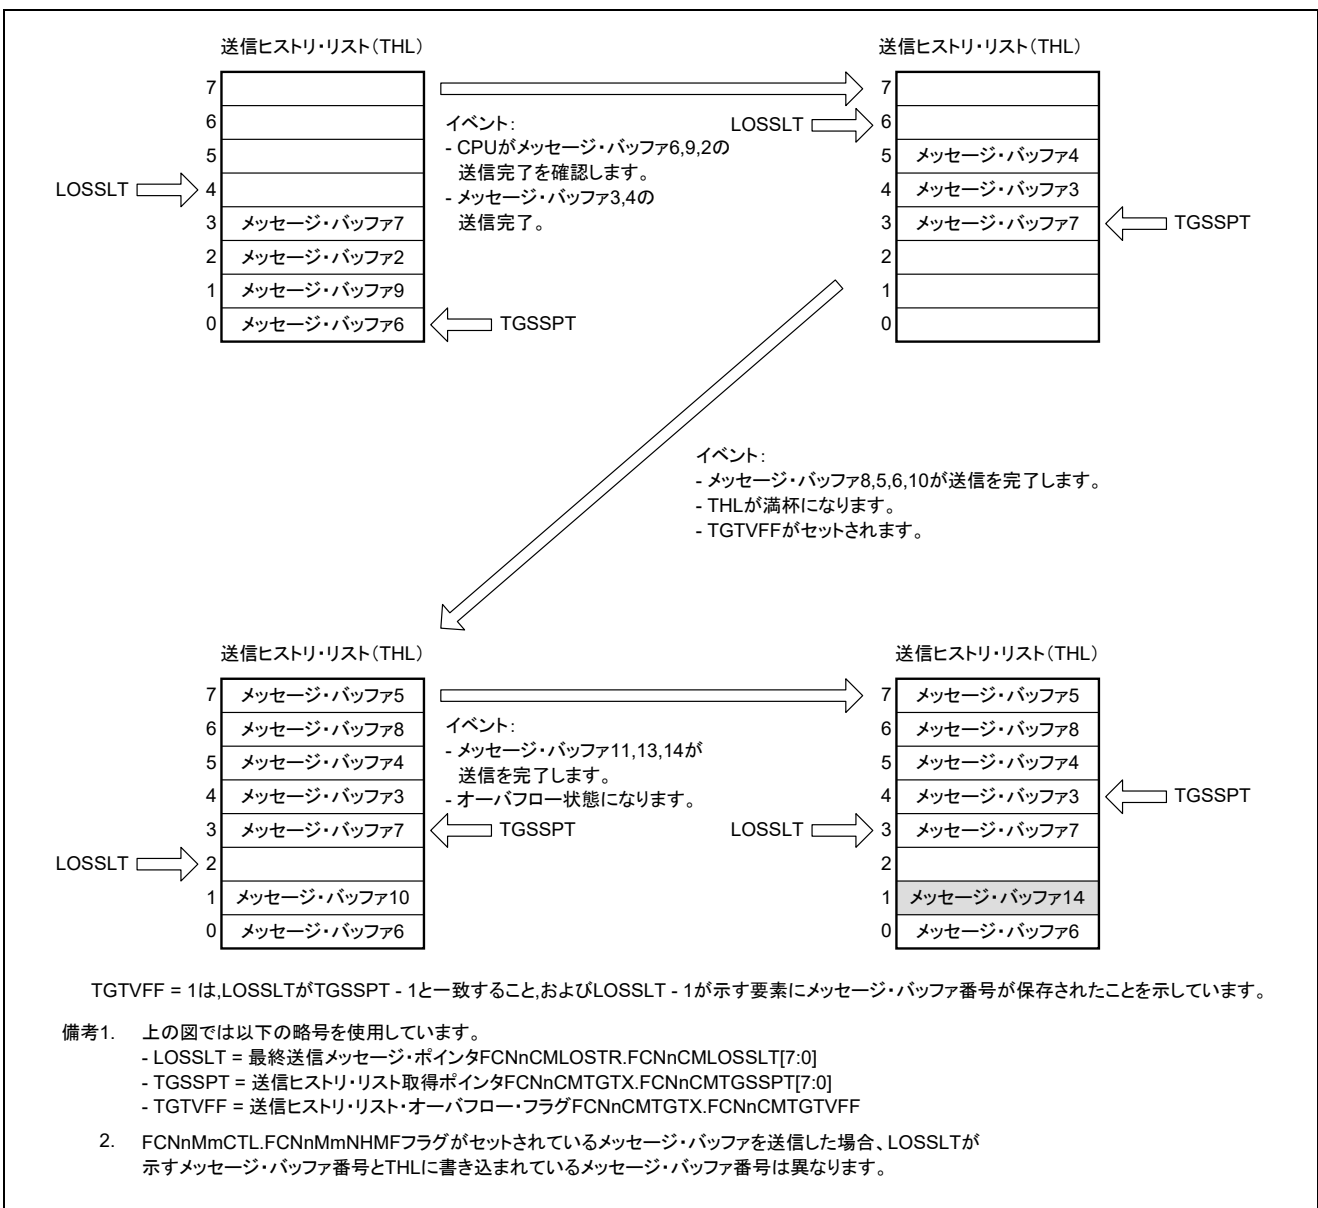 送信ヒストリ・リスト（THL）
7
6
5
LOSSLT
4
3 メッセージ・バッファ7
2 メッセージ・バッファ2
1 メッセージ・バッファ9
0 メッセージ・バッファ6
TGSSPT
イベント：
- CPUがメッセージ・バッファ6,9,2の
送信完了を確認します。
- メッセージ・バッファ3,4の
送信完了。
送信ヒストリ・リスト（THL）
7
LOSSLT
6
5 メッセージ・バッファ4
4 メッセージ・バッファ3
3 メッセージ・バッファ7
TGSSPT
2
1
0
イベント：
- メッセージ・バッファ8,5,6,10が送信を完了します。
- THLが満杯になります。
- TGTVFFがセットされます。
送信ヒストリ・リスト（THL）
7 メッセージ・バッファ5
6 メッセージ・バッファ8
5 メッセージ・バッファ4
4 メッセージ・バッファ3
3 メッセージ・バッファ7
TGSSPT
LOSSLT
2
1 メッセージ・バッファ10
0 メッセージ・バッファ6
イベント：
- メッセージ・バッファ11,13,14が
送信を完了します。
- オーバフロー状態になります。
送信ヒストリ・リスト（THL）
7 メッセージ・バッファ5
6 メッセージ・バッファ8
5 メッセージ・バッファ4
4 メッセージ・バッファ3
TGSSPT
LOSSLT
3 メッセージ・バッファ7
2
1 メッセージ・バッファ14
0 メッセージ・バッファ6
TGTVFF = 1は,LOSSLTがTGSSPT - 1と一致すること,およびLOSSLT - 1が示す要素にメッセージ・バッファ番号が保存されたことを示しています。
備考1. 上の図では以下の略号を使用しています。
- LOSSLT = 最終送信メッセージ・ポインタFCNnCMLOSTR.FCNnCMLOSSLT[7:0]
- TGSSPT = 送信ヒストリ・リスト取得ポインタFCNnCMTGTX.FCNnCMTGSSPT[7:0]
- TGTVFF = 送信ヒストリ・リスト・オーバフロー・フラグFCNnCMTGTX.FCNnCMTGTVFF
2. FCNnMmCTL.FCNnMmNHMFフラグがセットされているメッセージ・バッファを送信した場合、LOSSLTが
示すメッセージ・バッファ番号とTHLに書き込まれているメッセージ・バッファ番号は異なります。